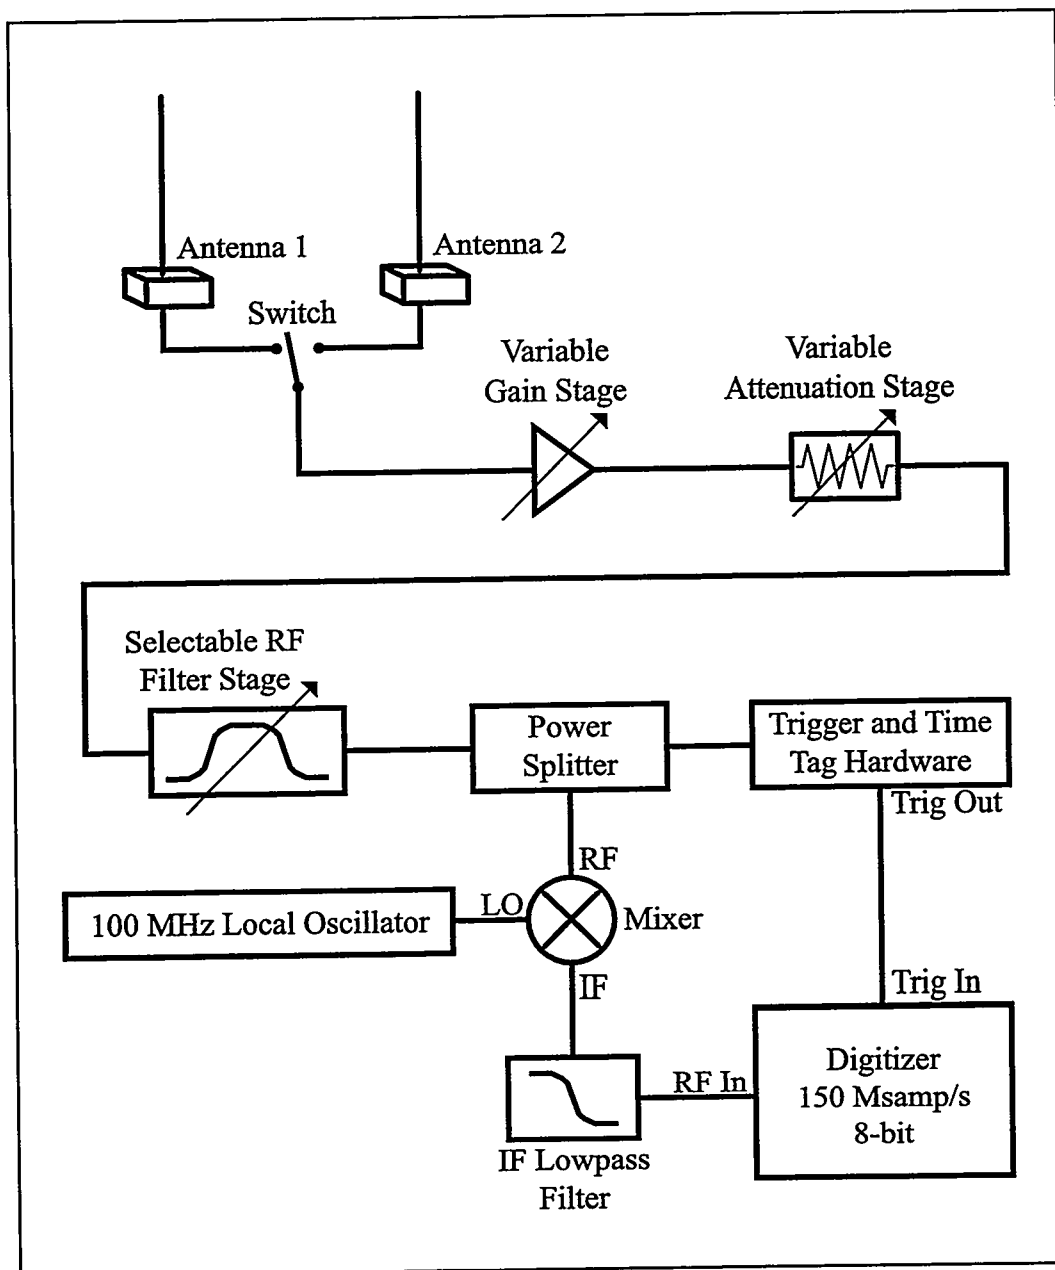 Antenna 1
Antenna 2
Switch
Variable
Gain Stage
Variable
Attenuation Stage
Selectable RF
Filter Stage
Power
Splitter
Trigger and Time
Tag Hardware
Trig Out
RF
100 MHz Local Oscillator
LO
Mixer
IF
Trig In
Digitizer
150 Msamp/s
8-bit
RF In
IF Lowpass
Filter